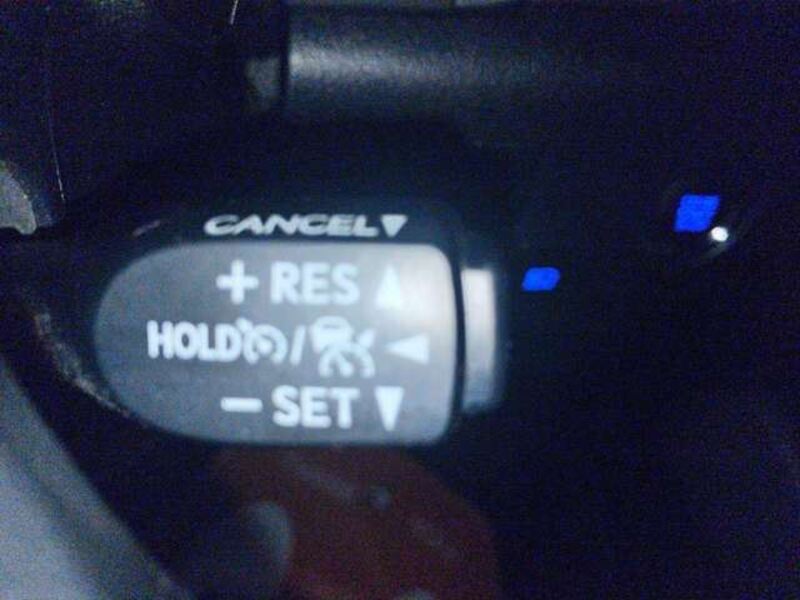 CANCEL▼
+ RES ▲
HOLD / ◀
− SET ▼